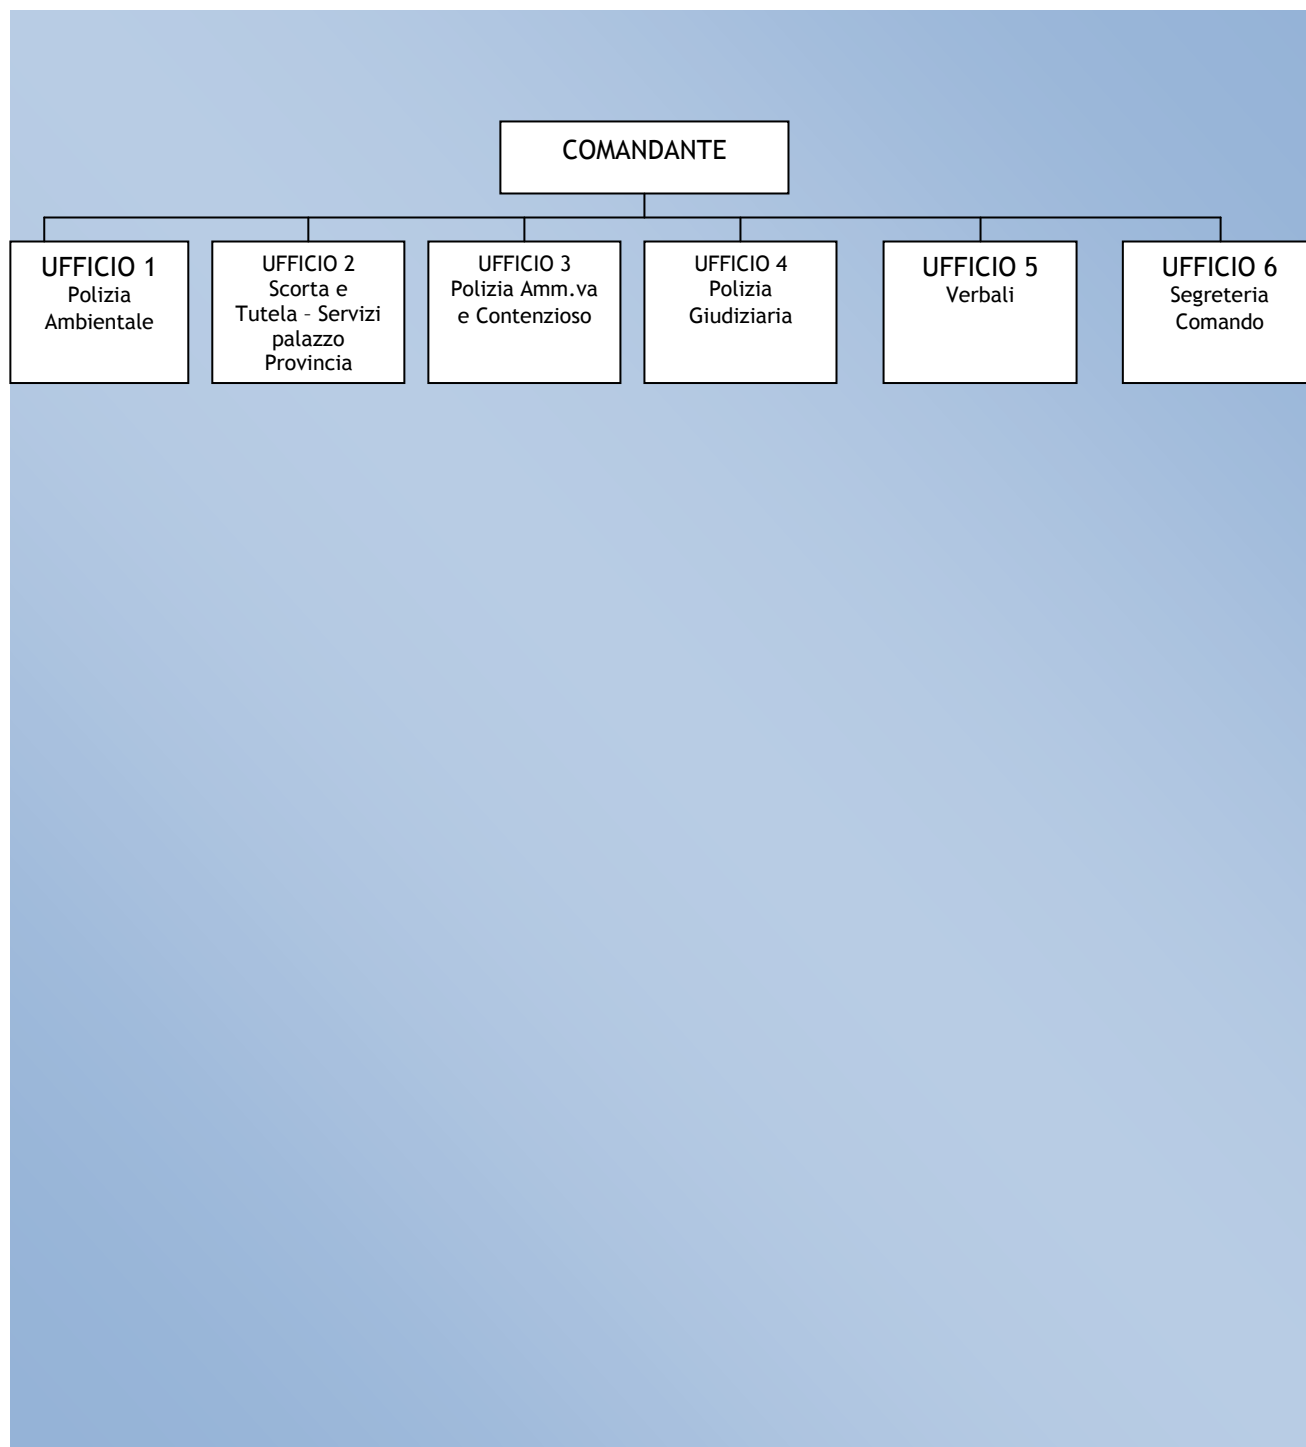 COMANDANTE
UFFICIO 1
Polizia
Ambientale
UFFICIO 2
Scorta e
Tutela – Servizi
palazzo
Provincia
UFFICIO 3
Polizia Amm.va
e Contenzioso
UFFICIO 4
Polizia
Giudiziaria
UFFICIO 5
Verbali
UFFICIO 6
Segreteria
Comando